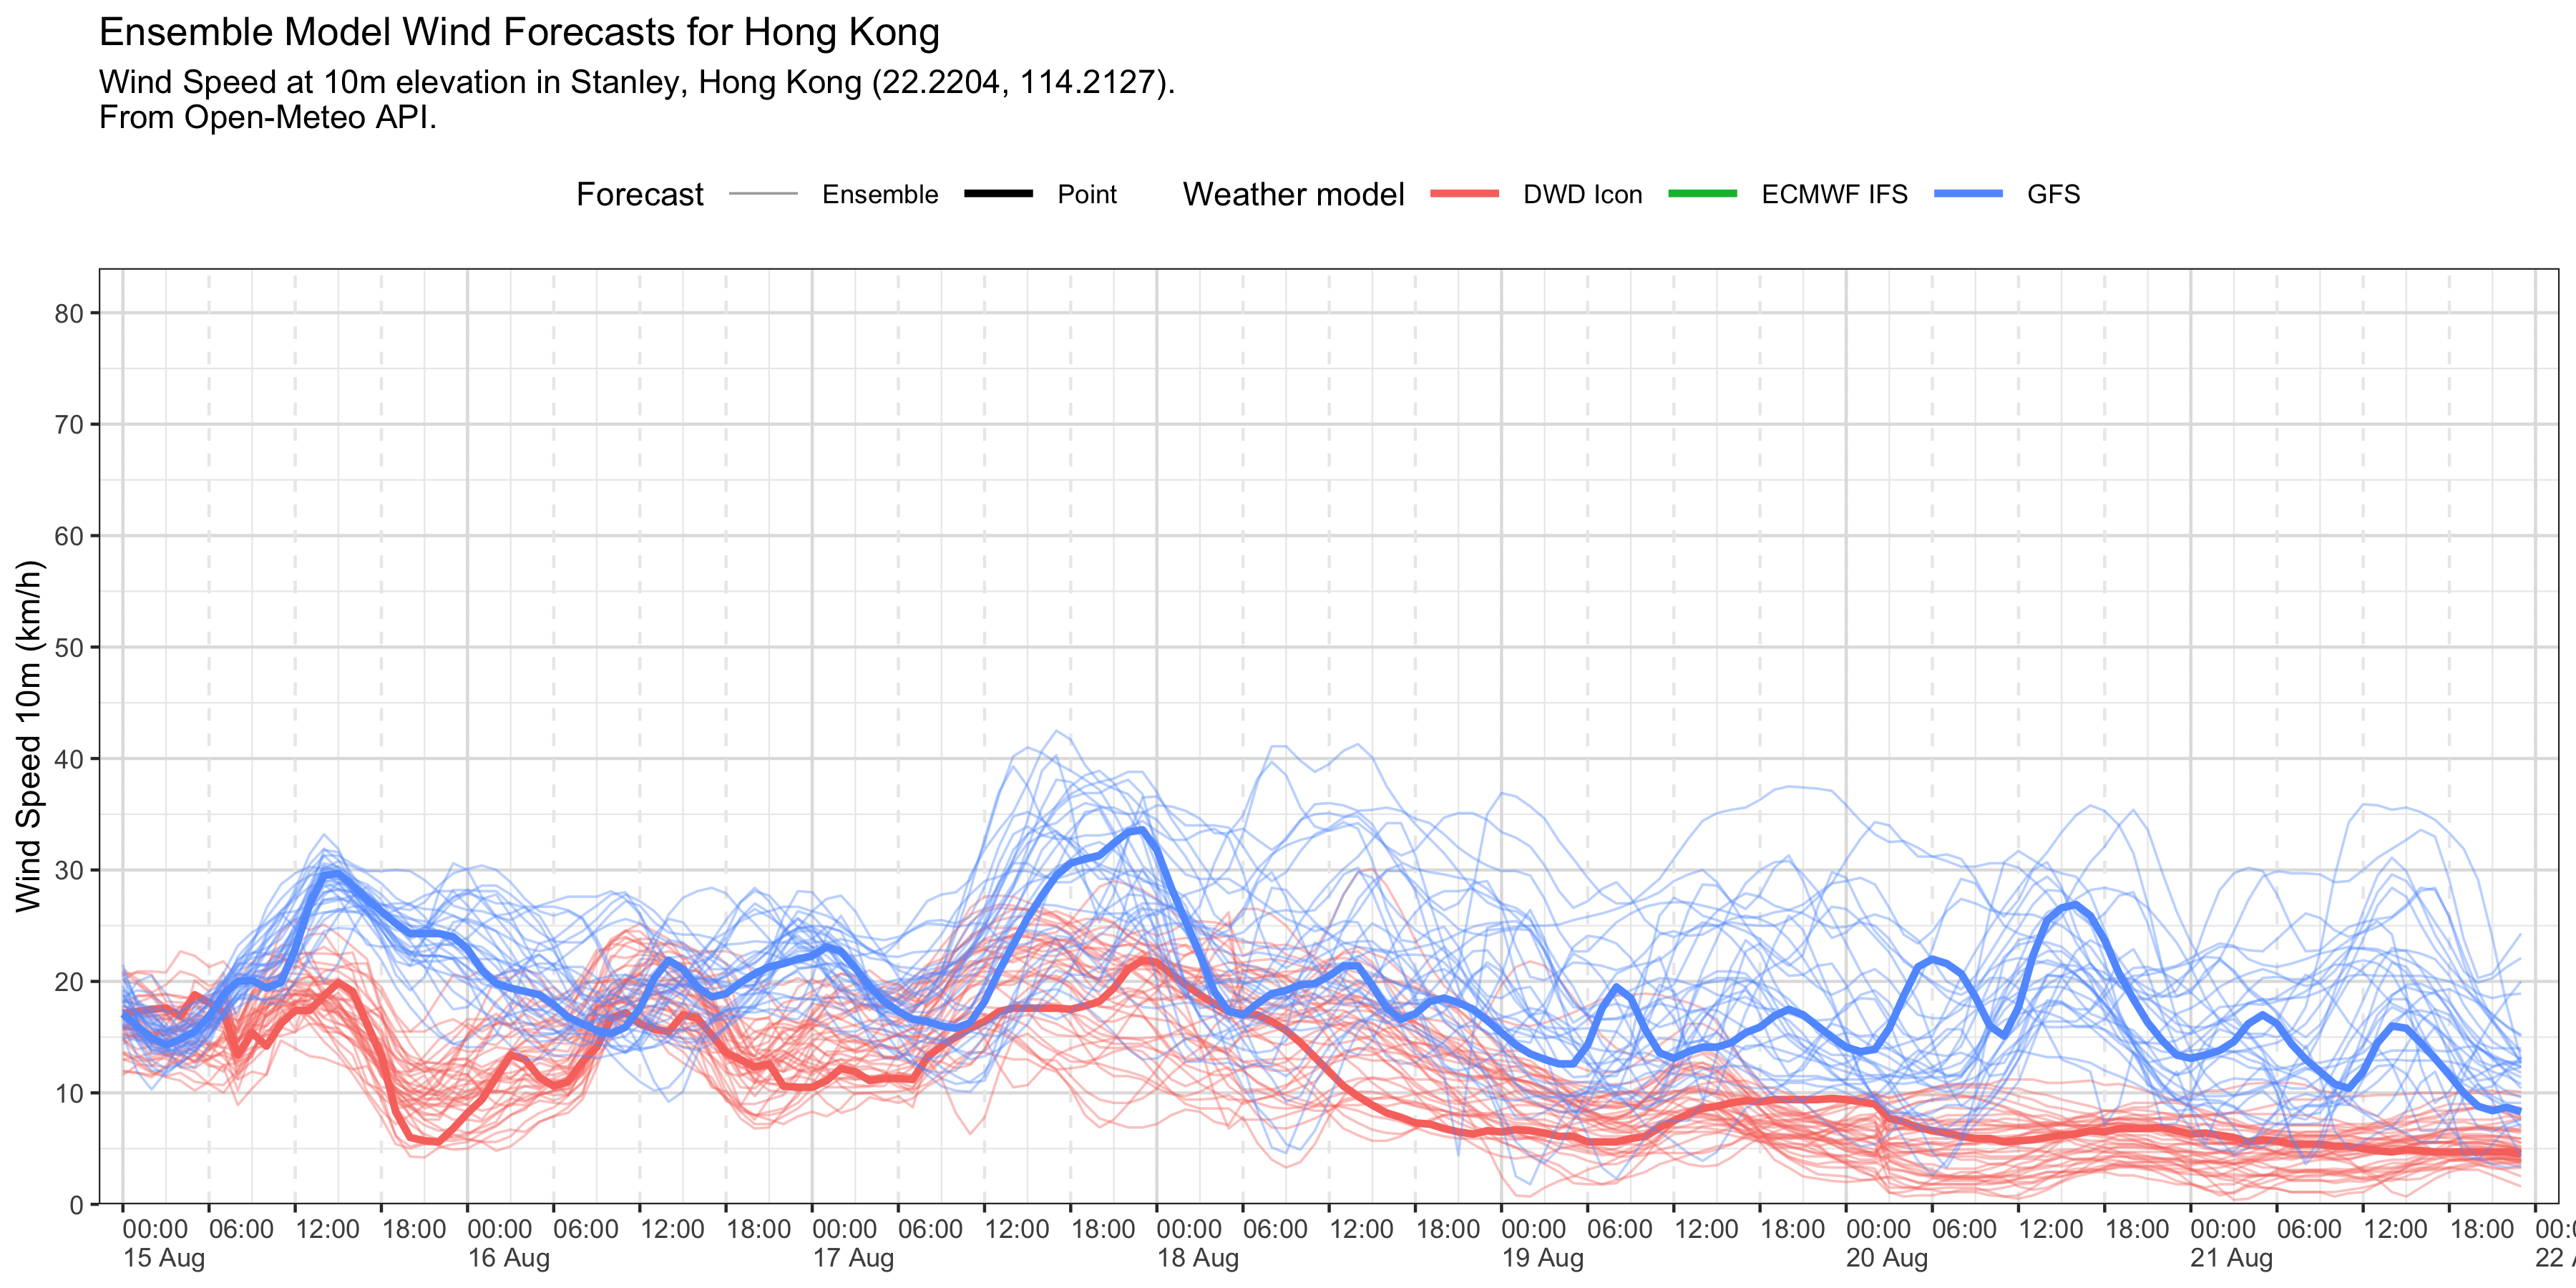 Ensemble Model Wind Forecasts for Hong Kong
Wind Speed at 10m elevation in Stanley, Hong Kong (22.2204, 114.2127).
From Open-Meteo API.
Forecast Ensemble Point Weather model DWD Icon ECMWF IFS GFS
Wind Speed 10m (km/h)
80
70
60
50
40
30
20
10
0
00:00 06:00 12:00 18:00 00:00 06:00 12:00 18:00 00:00 06:00 12:00 18:00 00:00 06:00 12:00 18:00 00:00 06:00 12:00 18:00 00:00 06:00 12:00 18:00 00:00 06:00 12:00 18:00
15 Aug 16 Aug 17 Aug 18 Aug 19 Aug 20 Aug 21 Aug 22